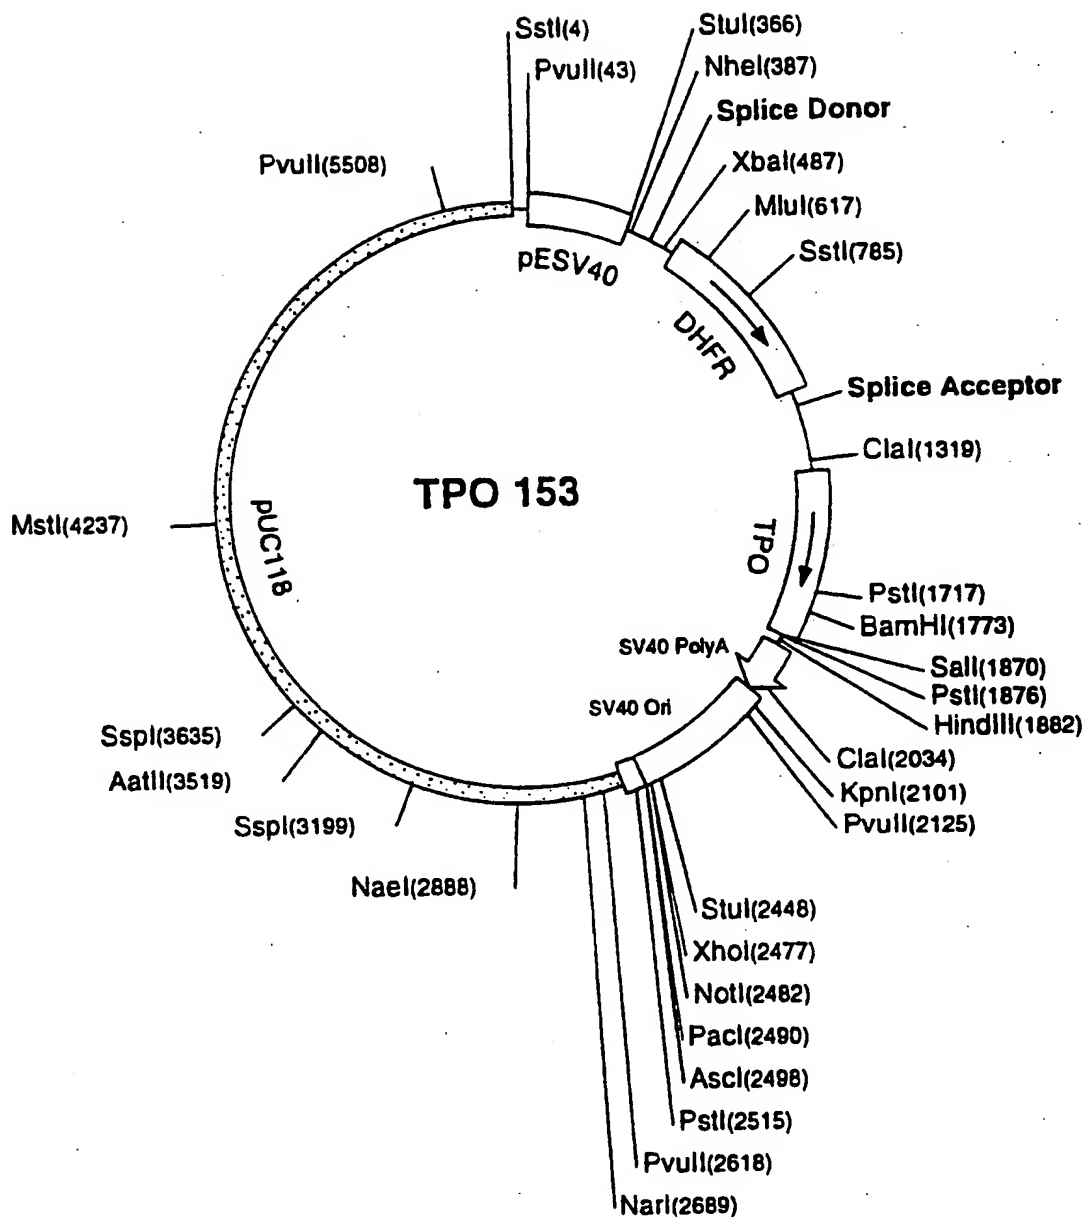 SstI(4)
PvuII(43)
StuI(366)
NheI(387)
Splice Donor
XbaI(487)
MluI(617)
SstI(785)
PvuII(5508)
pESV40
DHFR
Splice Acceptor
ClaI(1319)
TPO 153
MstI(4237)
pUC118
TPO
PstI(1717)
BamHI(1773)
SV40 PolyA
SalI(1870)
PstI(1876)
HindIII(1882)
SV40 Ori
ClaI(2034)
KpnI(2101)
PvuII(2125)
SspI(3635)
AatII(3519)
SspI(3199)
NaeI(2888)
StuI(2448)
XhoI(2477)
NotI(2482)
PacI(2490)
AscI(2498)
PstI(2515)
PvuII(2618)
NarI(2689)